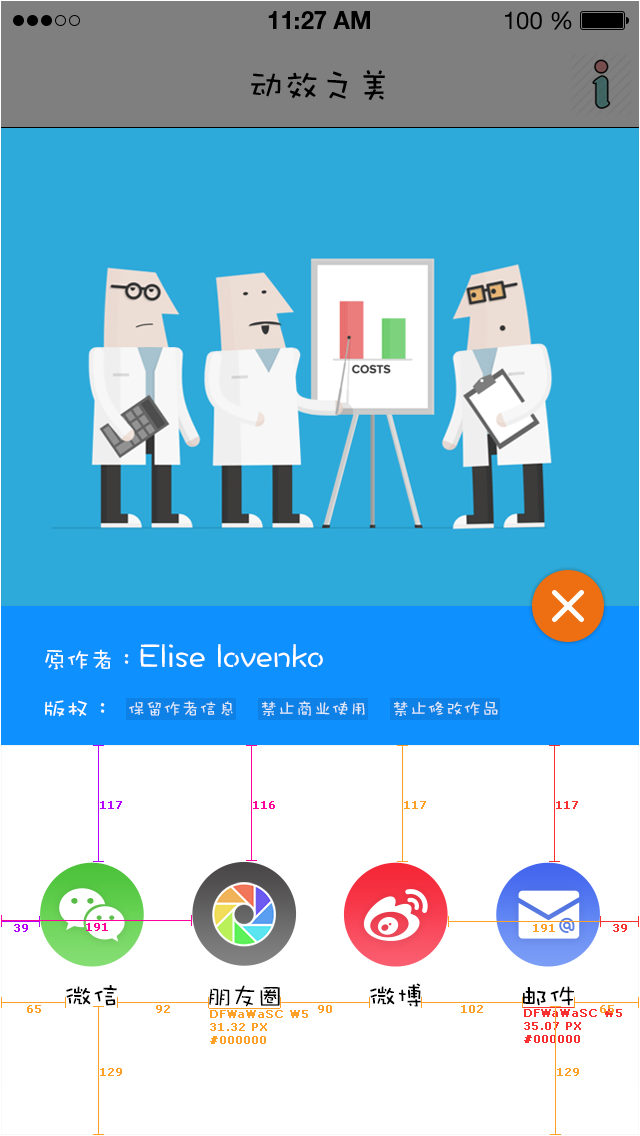 11:27 AM 100 %
动效之美
COSTS
原作者：Elise lovenko
版权： 保留作者信息 禁止商业使用 禁止修改作品
117 116 117 117
39 191 191 39
微信 朋友圈 微博 邮件
65 92 90 102 65
DFWaWaSC W5 DFWaWaSC W5
31.32 PX 35.07 PX
#000000 #000000
129 129